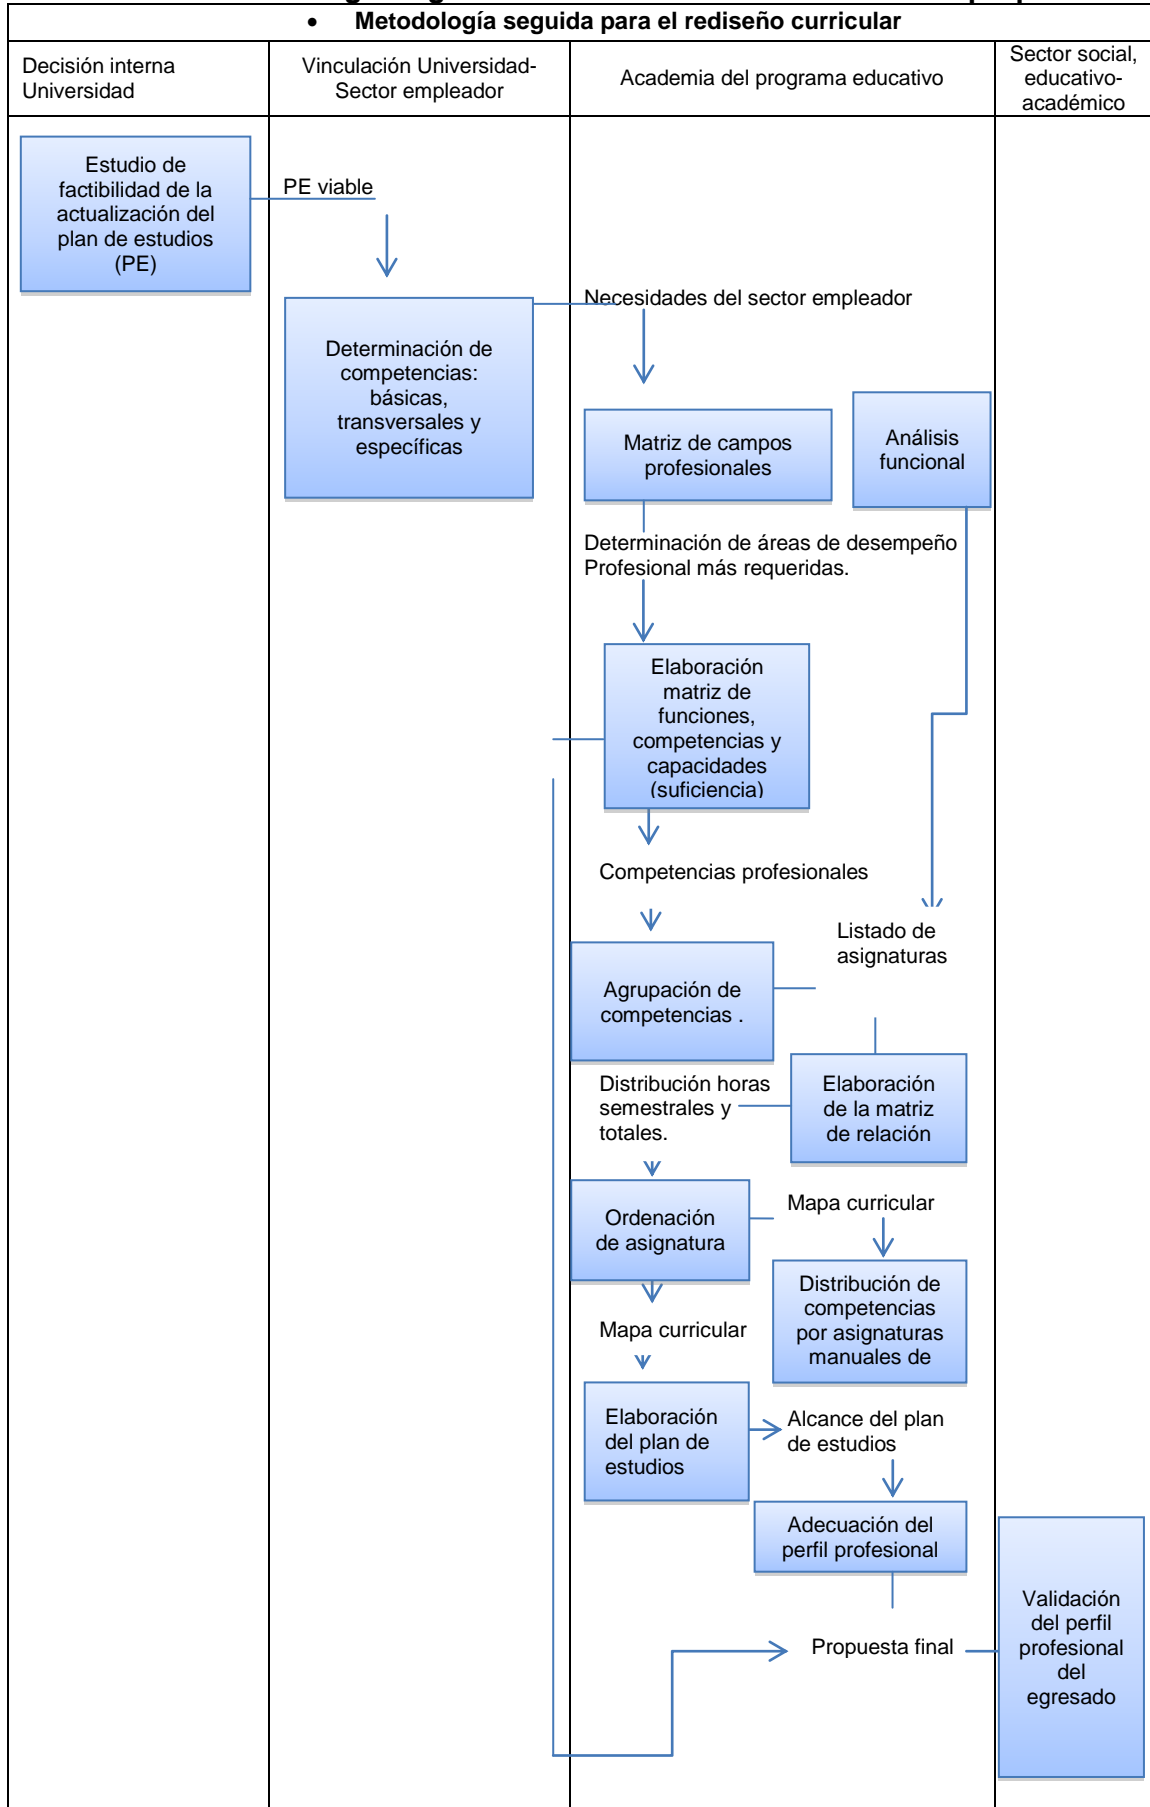 • Metodología seguida para el rediseño curricular
Decisión interna
Universidad
Vinculación Universidad-
Sector empleador
Academia del programa educativo
Sector social,
educativo-
académico
Estudio de
factibilidad de la
actualización del
plan de estudios
(PE)
PE viable
Necesidades del sector empleador
Determinación de
competencias:
básicas,
transversales y
específicas
Matriz de campos
profesionales
Análisis
funcional
Determinación de áreas de desempeño
Profesional más requeridas.
Elaboración
matriz de
funciones,
competencias y
capacidades
(suficiencia)
Competencias profesionales
Listado de
asignaturas
Agrupación de
competencias .
Distribución horas
semestrales y
totales.
Elaboración
de la matriz
de relación
Ordenación
de asignatura
Mapa curricular
Distribución de
competencias
por asignaturas
manuales de
Mapa curricular
Elaboración
del plan de
estudios
Alcance del plan
de estudios
Adecuación del
perfil profesional
Propuesta final
Validación
del perfil
profesional
del
egresado